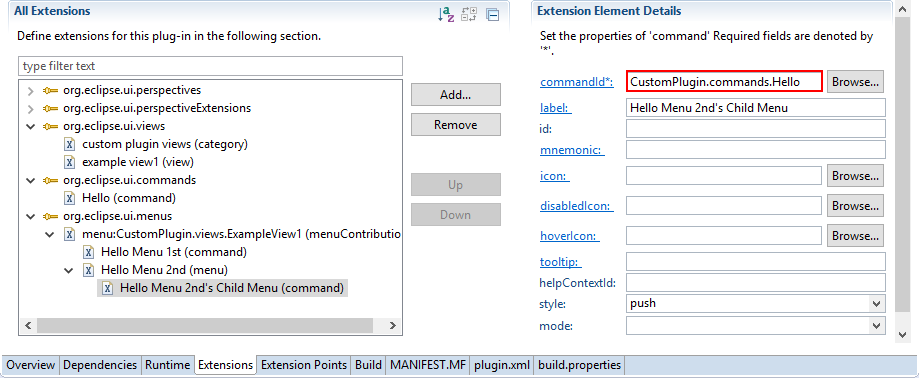 All Extensions
Define extensions for this plug-in in the following section.
type filter text
org.eclipse.ui.perspectives
org.eclipse.ui.perspectiveExtensions
org.eclipse.ui.views
custom plugin views (category)
example view1 (view)
org.eclipse.ui.commands
Hello (command)
org.eclipse.ui.menus
menu:CustomPlugin.views.ExampleView1 (menuContributio
Hello Menu 1st (command)
Hello Menu 2nd (menu)
Hello Menu 2nd's Child Menu (command)
Add...
Remove
Up
Down
Extension Element Details
Set the properties of 'command' Required fields are denoted by
'*'.
commandId*: CustomPlugin.commands.Hello Browse...
label: Hello Menu 2nd's Child Menu
id:
mnemonic:
icon: Browse...
disabledIcon: Browse...
hoverIcon: Browse...
tooltip:
helpContextId:
style: push
mode:
Overview Dependencies Runtime Extensions Extension Points Build MANIFEST.MF plugin.xml build.properties